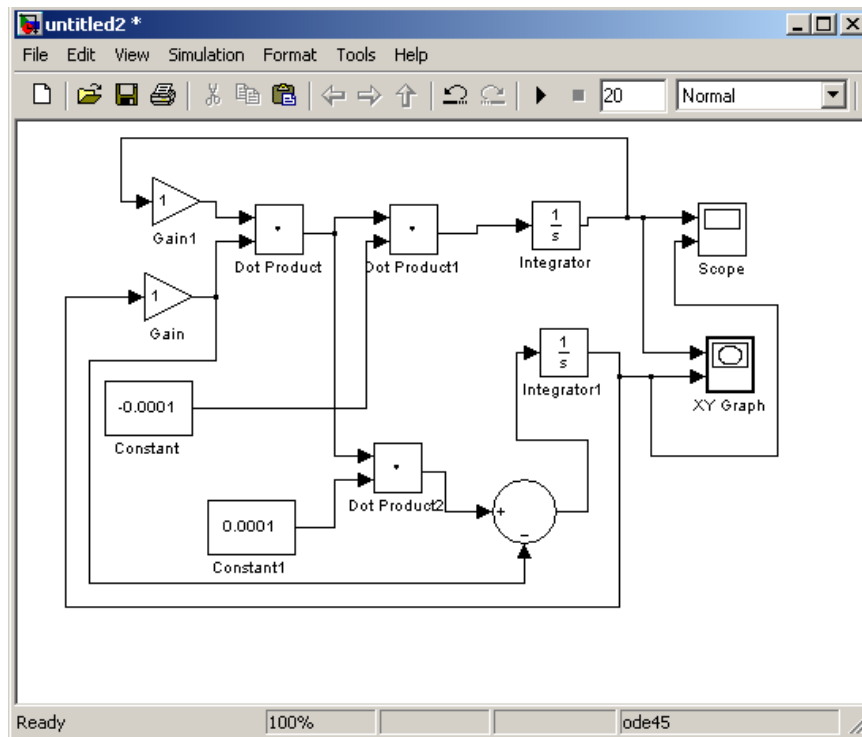 untitled2 *
File Edit View Simulation Format Tools Help
20 Normal
1
Gain1
Dot Product
Dot Product1
1
s
Integrator
Scope
1
Gain
1
s
Integrator1
XY Graph
-0.0001
Constant
Dot Product2
0.0001
Constant1
+
−
Ready 100% ode45